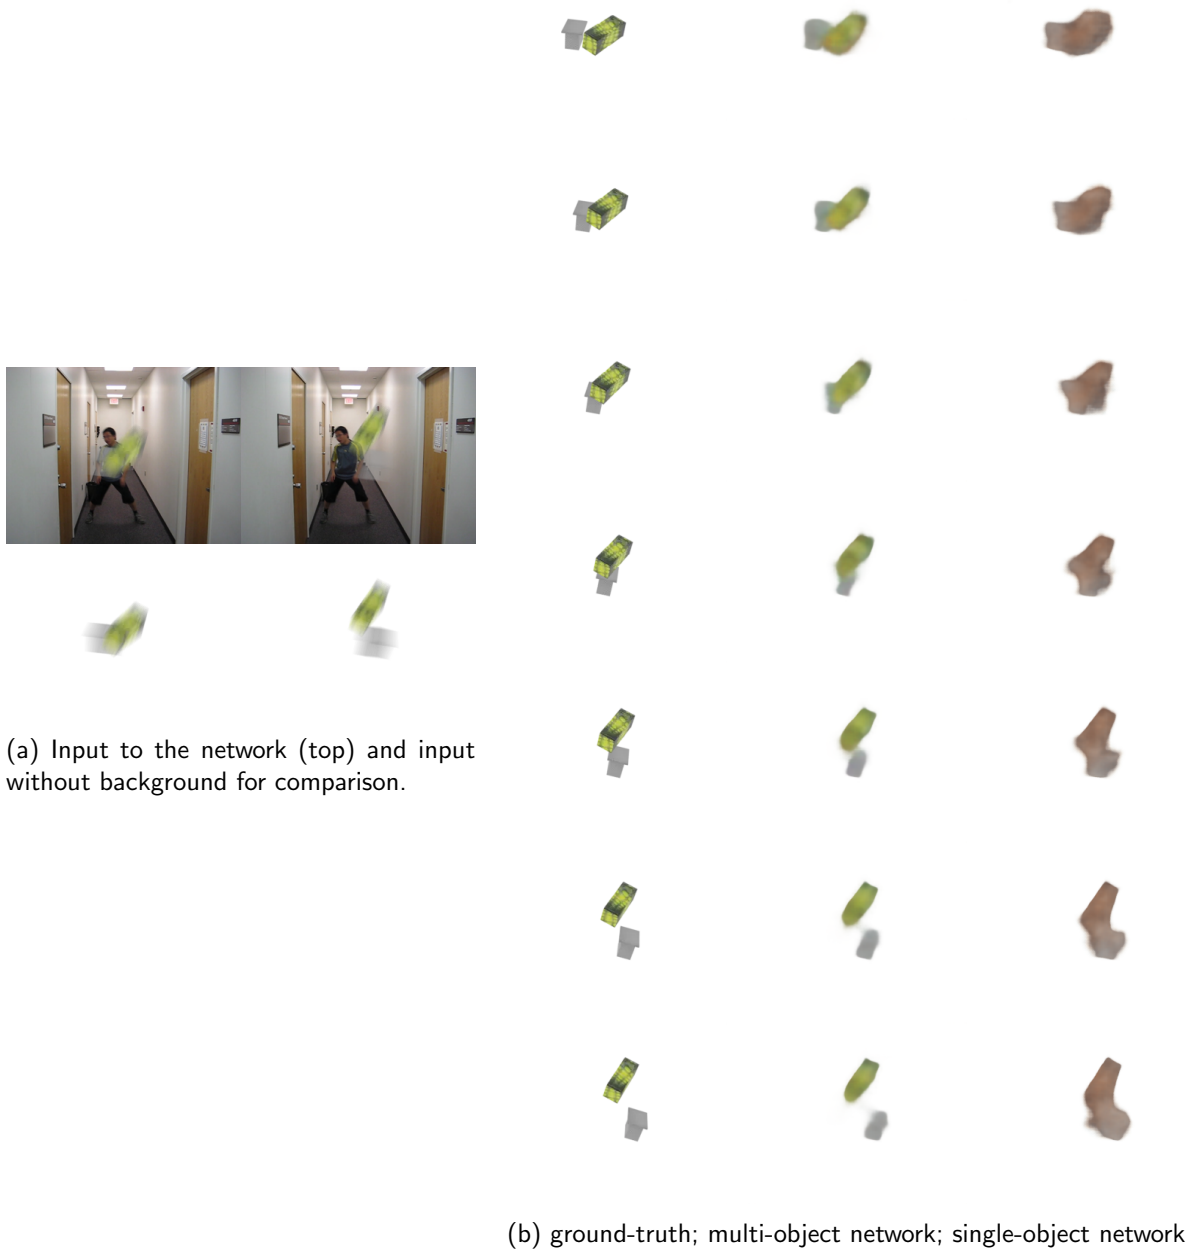 (a) Input to the network (top) and input
without background for comparison.
(b) ground-truth; multi-object network; single-object network